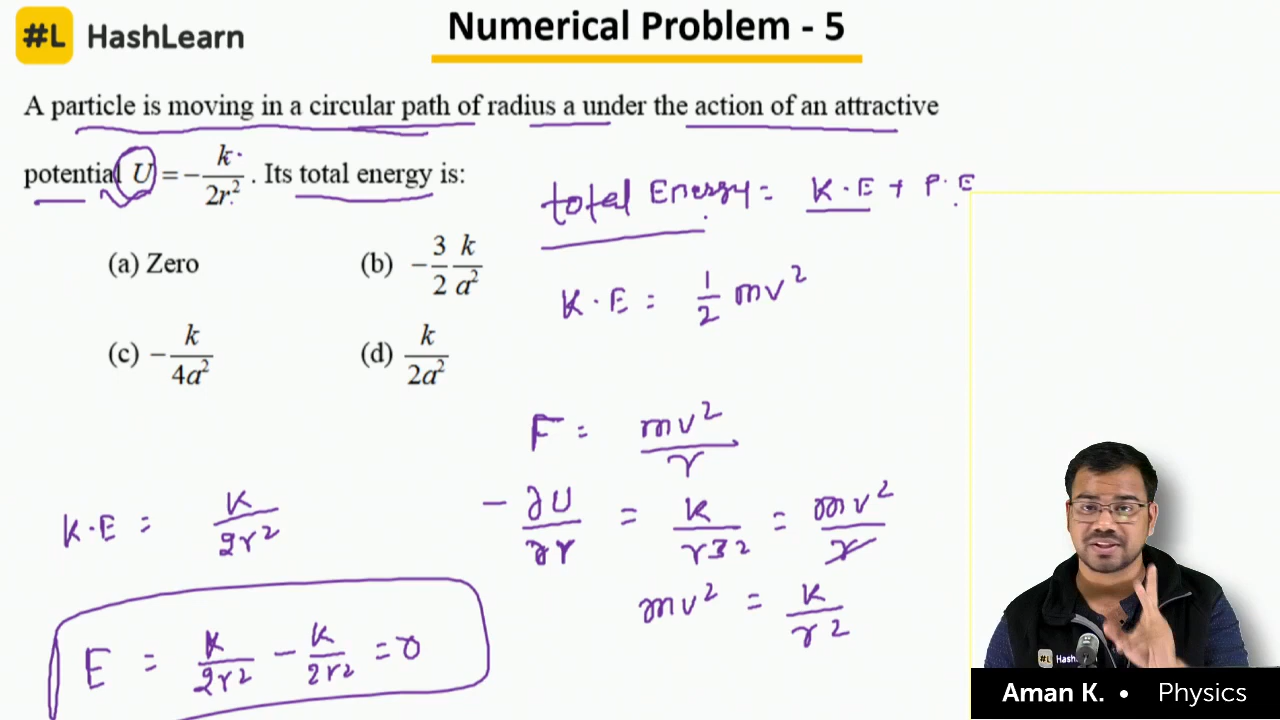 #L HashLearn
Numerical Problem - 5
A particle is moving in a circular path of radius a under the action of an attractive
potential U = -k/2r². Its total energy is:
(a) Zero
(b) -3/2 k/a²
(c) -k/4a²
(d) k/2a²
total Energy = K.E + P.E
K.E = 1/2 mv²
F = mv²/r
-∂U/∂r = k/r3 2 = mv²/r
mv² = k/r2
K.E = k/2r²
E = k/2r2 - k/2r2 = 0
#L Hash
Aman K. • Physics